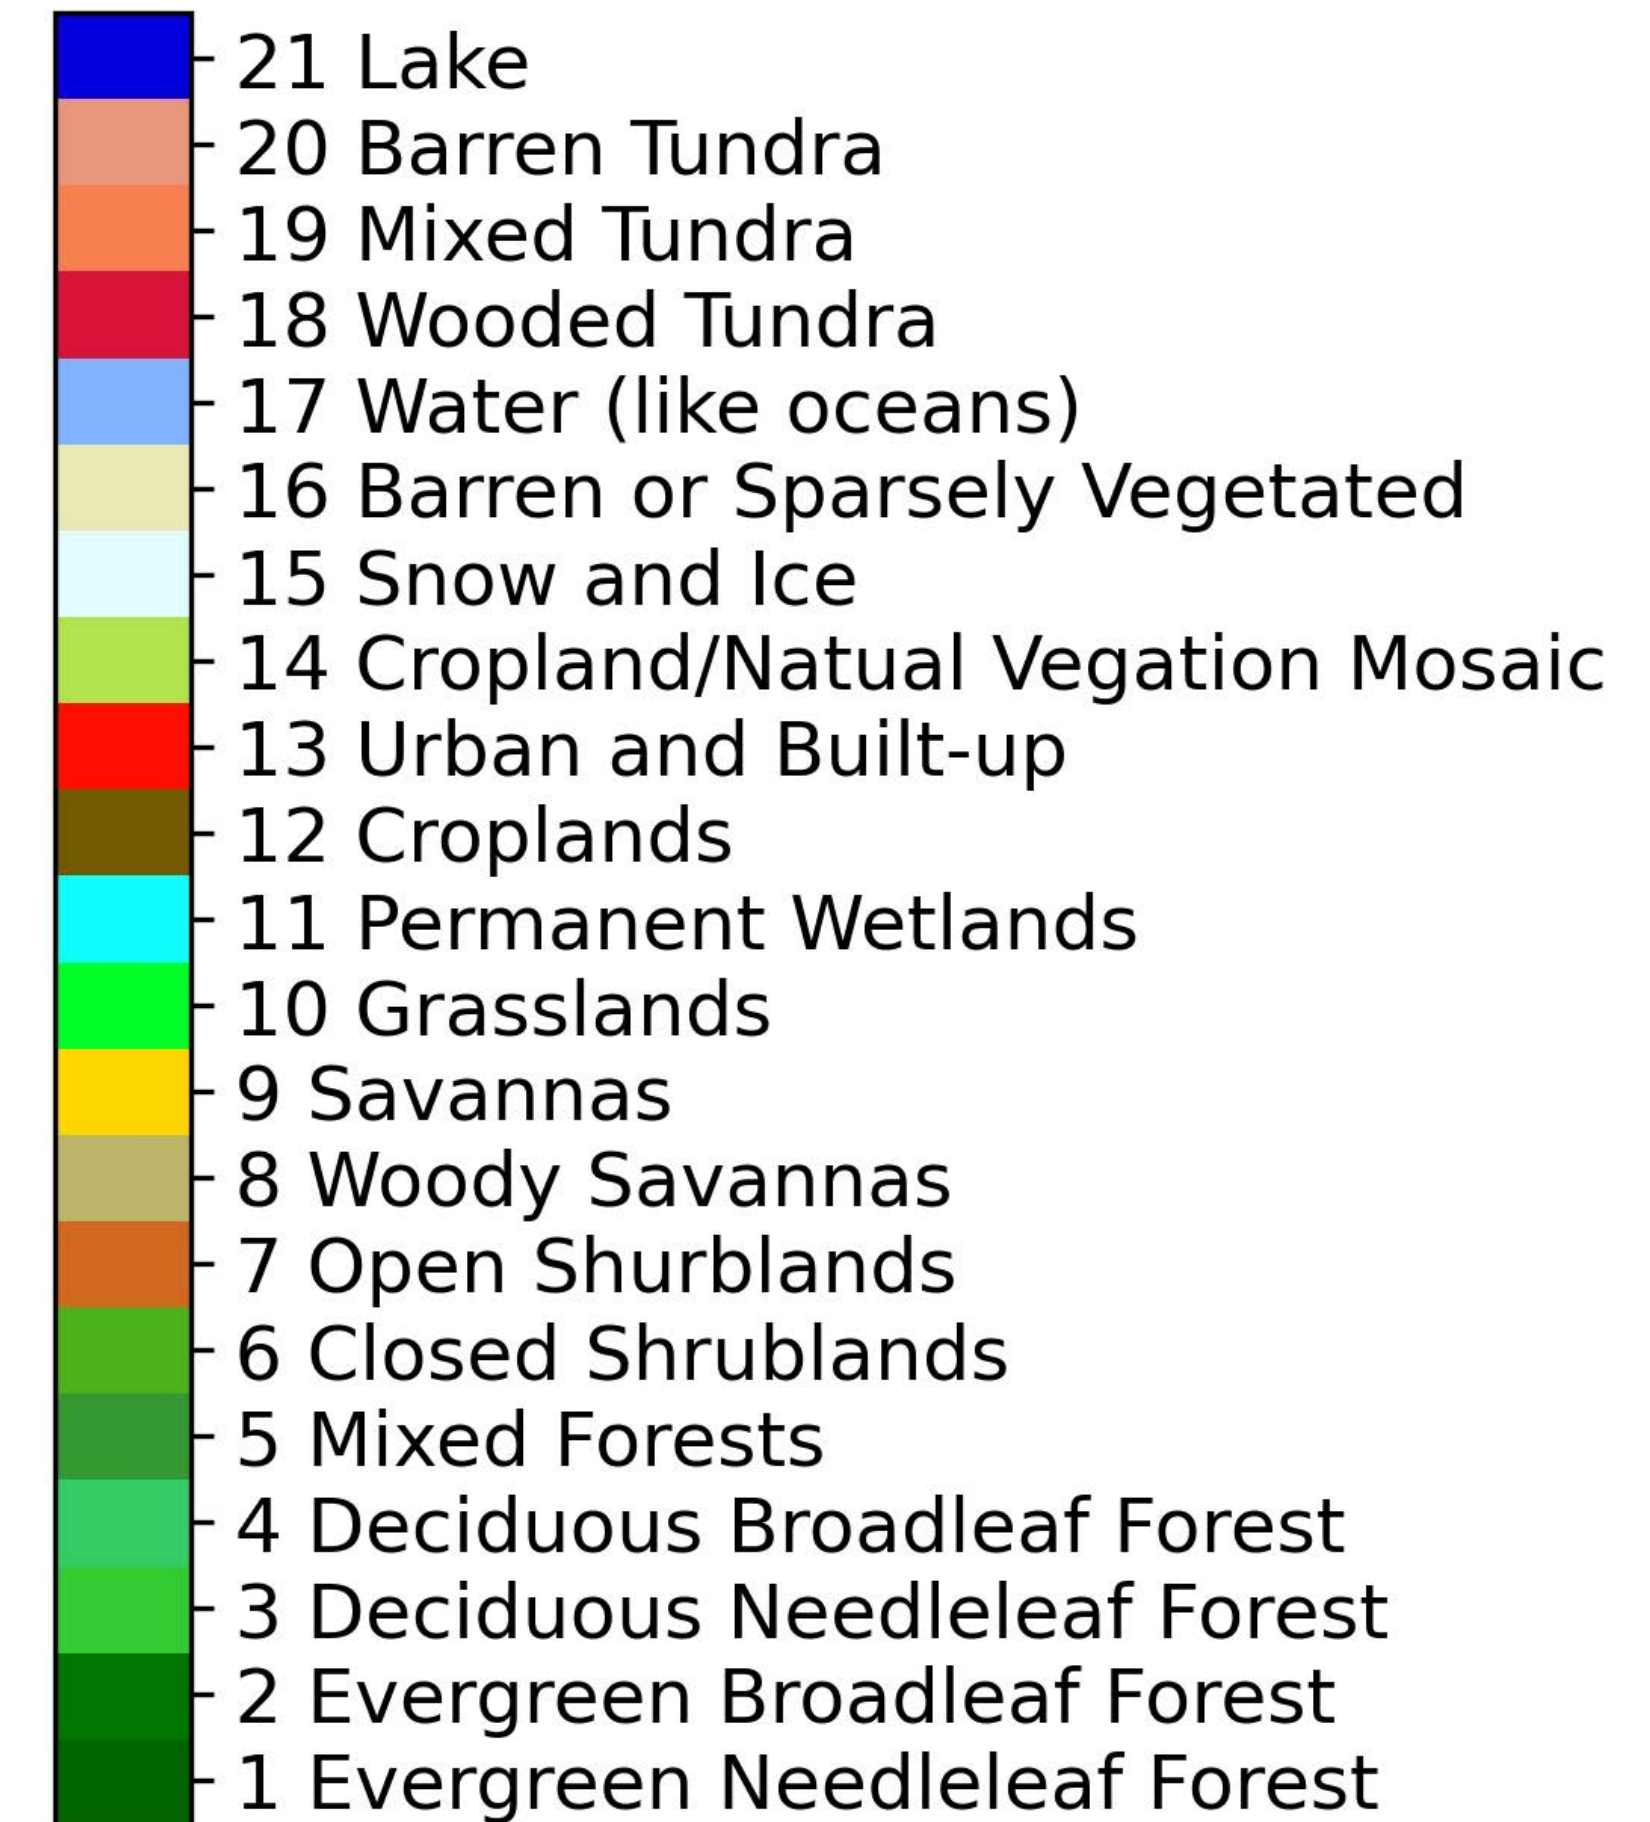 21 Lake
20 Barren Tundra
19 Mixed Tundra
18 Wooded Tundra
17 Water (like oceans)
16 Barren or Sparsely Vegetated
15 Snow and Ice
14 Cropland/Natual Vegation Mosaic
13 Urban and Built-up
12 Croplands
11 Permanent Wetlands
10 Grasslands
9 Savannas
8 Woody Savannas
7 Open Shurblands
6 Closed Shrublands
5 Mixed Forests
4 Deciduous Broadleaf Forest
3 Deciduous Needleleaf Forest
2 Evergreen Broadleaf Forest
1 Evergreen Needleleaf Forest